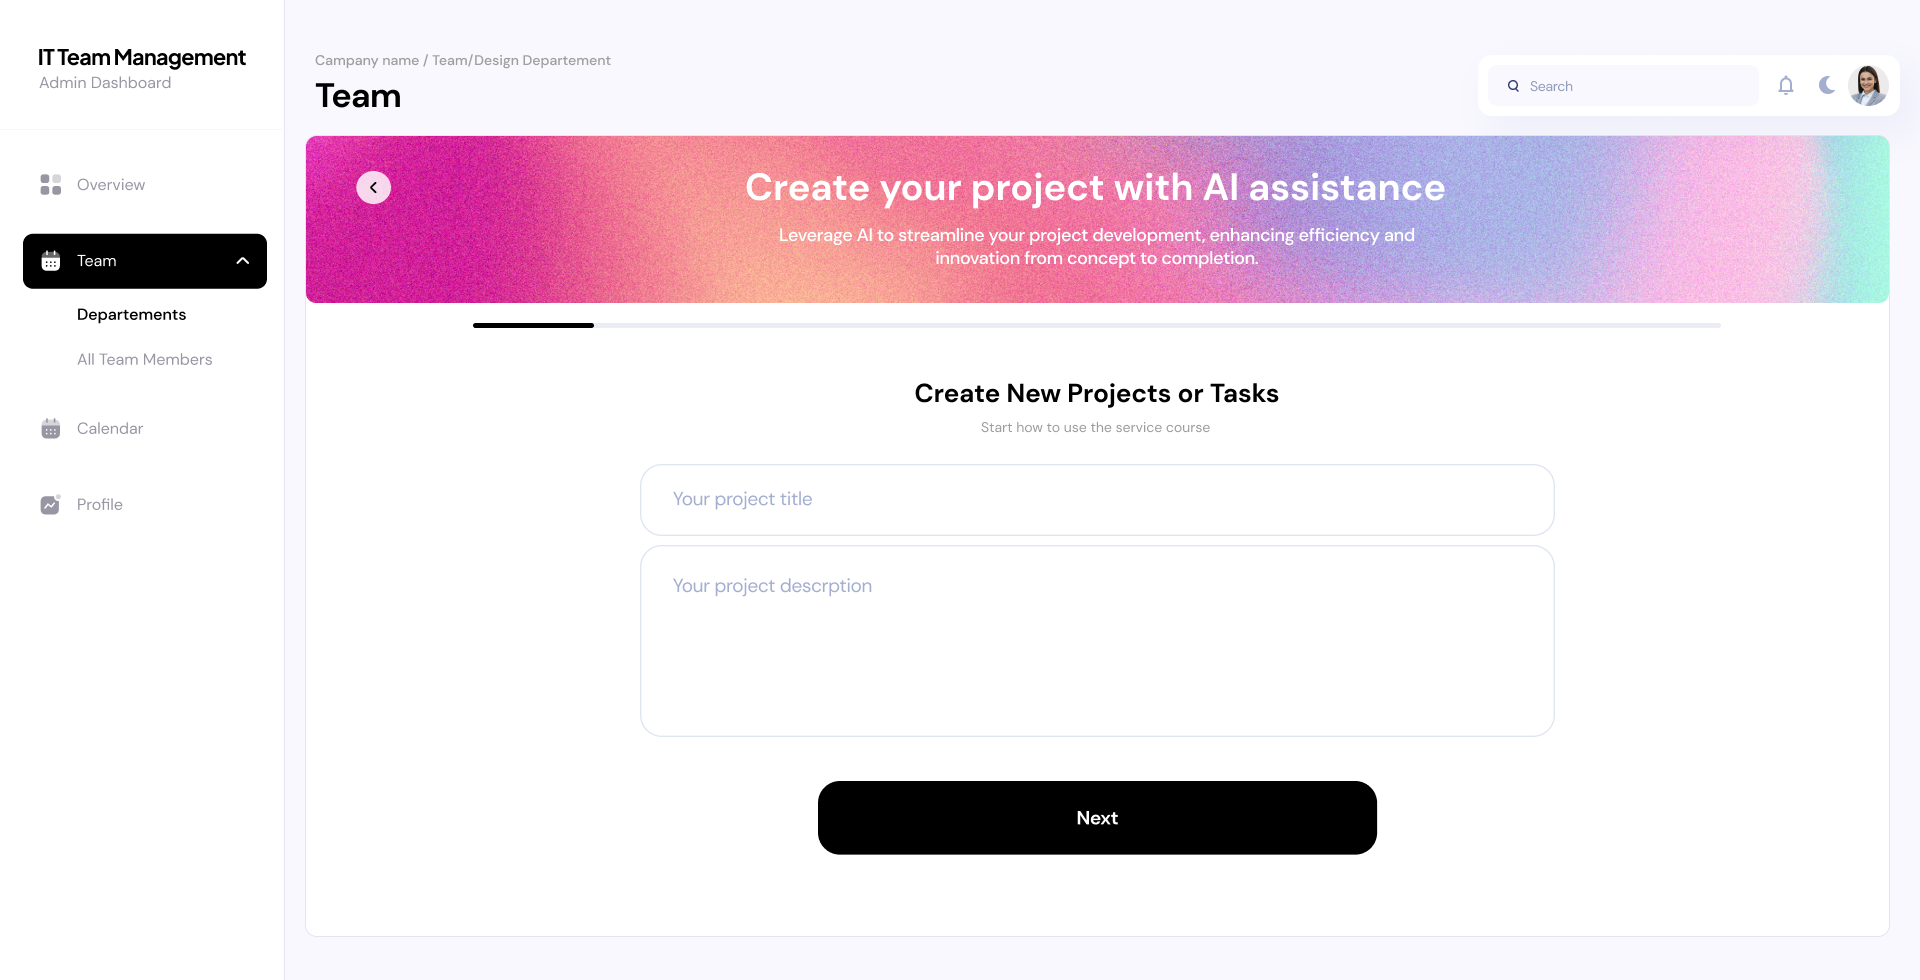 IT Team Management
Admin Dashboard
Overview
Team
Departements
All Team Members
Calendar
Profile
Company name / Team/Design Departement
Team
Search
Create your project with AI assistance
Leverage AI to streamline your project development, enhancing efficiency and
innovation from concept to completion.
Create New Projects or Tasks
Start how to use the service course
Your project title
Your project descrption
Next